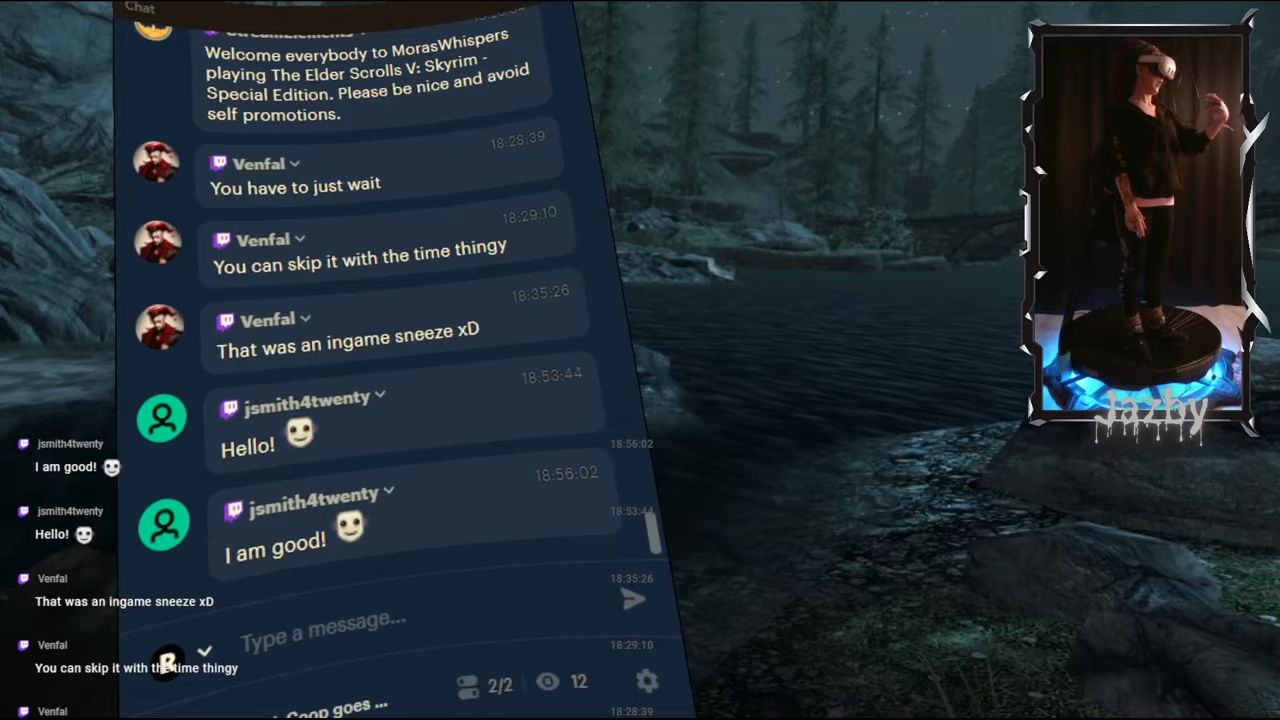 Chat
StreamElements
Welcome everybody to MorasWhispers
playing The Elder Scrolls V: Skyrim -
Special Edition. Please be nice and avoid
self promotions.
18:28:39
Venfal
You have to just wait
18:29:10
Venfal
You can skip it with the time thingy
18:35:26
Venfal
That was an ingame sneeze xD
18:53:44
jsmith4twenty
Hello!
18:56:02
jsmith4twenty
I am good!
Type a message...
2/2
12
Coop goes ...
jsmith4twenty
18:56:02
I am good!
jsmith4twenty
18:53:44
Hello!
Venfal
18:35:26
That was an ingame sneeze xD
Venfal
18:29:10
You can skip it with the time thingy
Venfal
18:28:39
Jazby